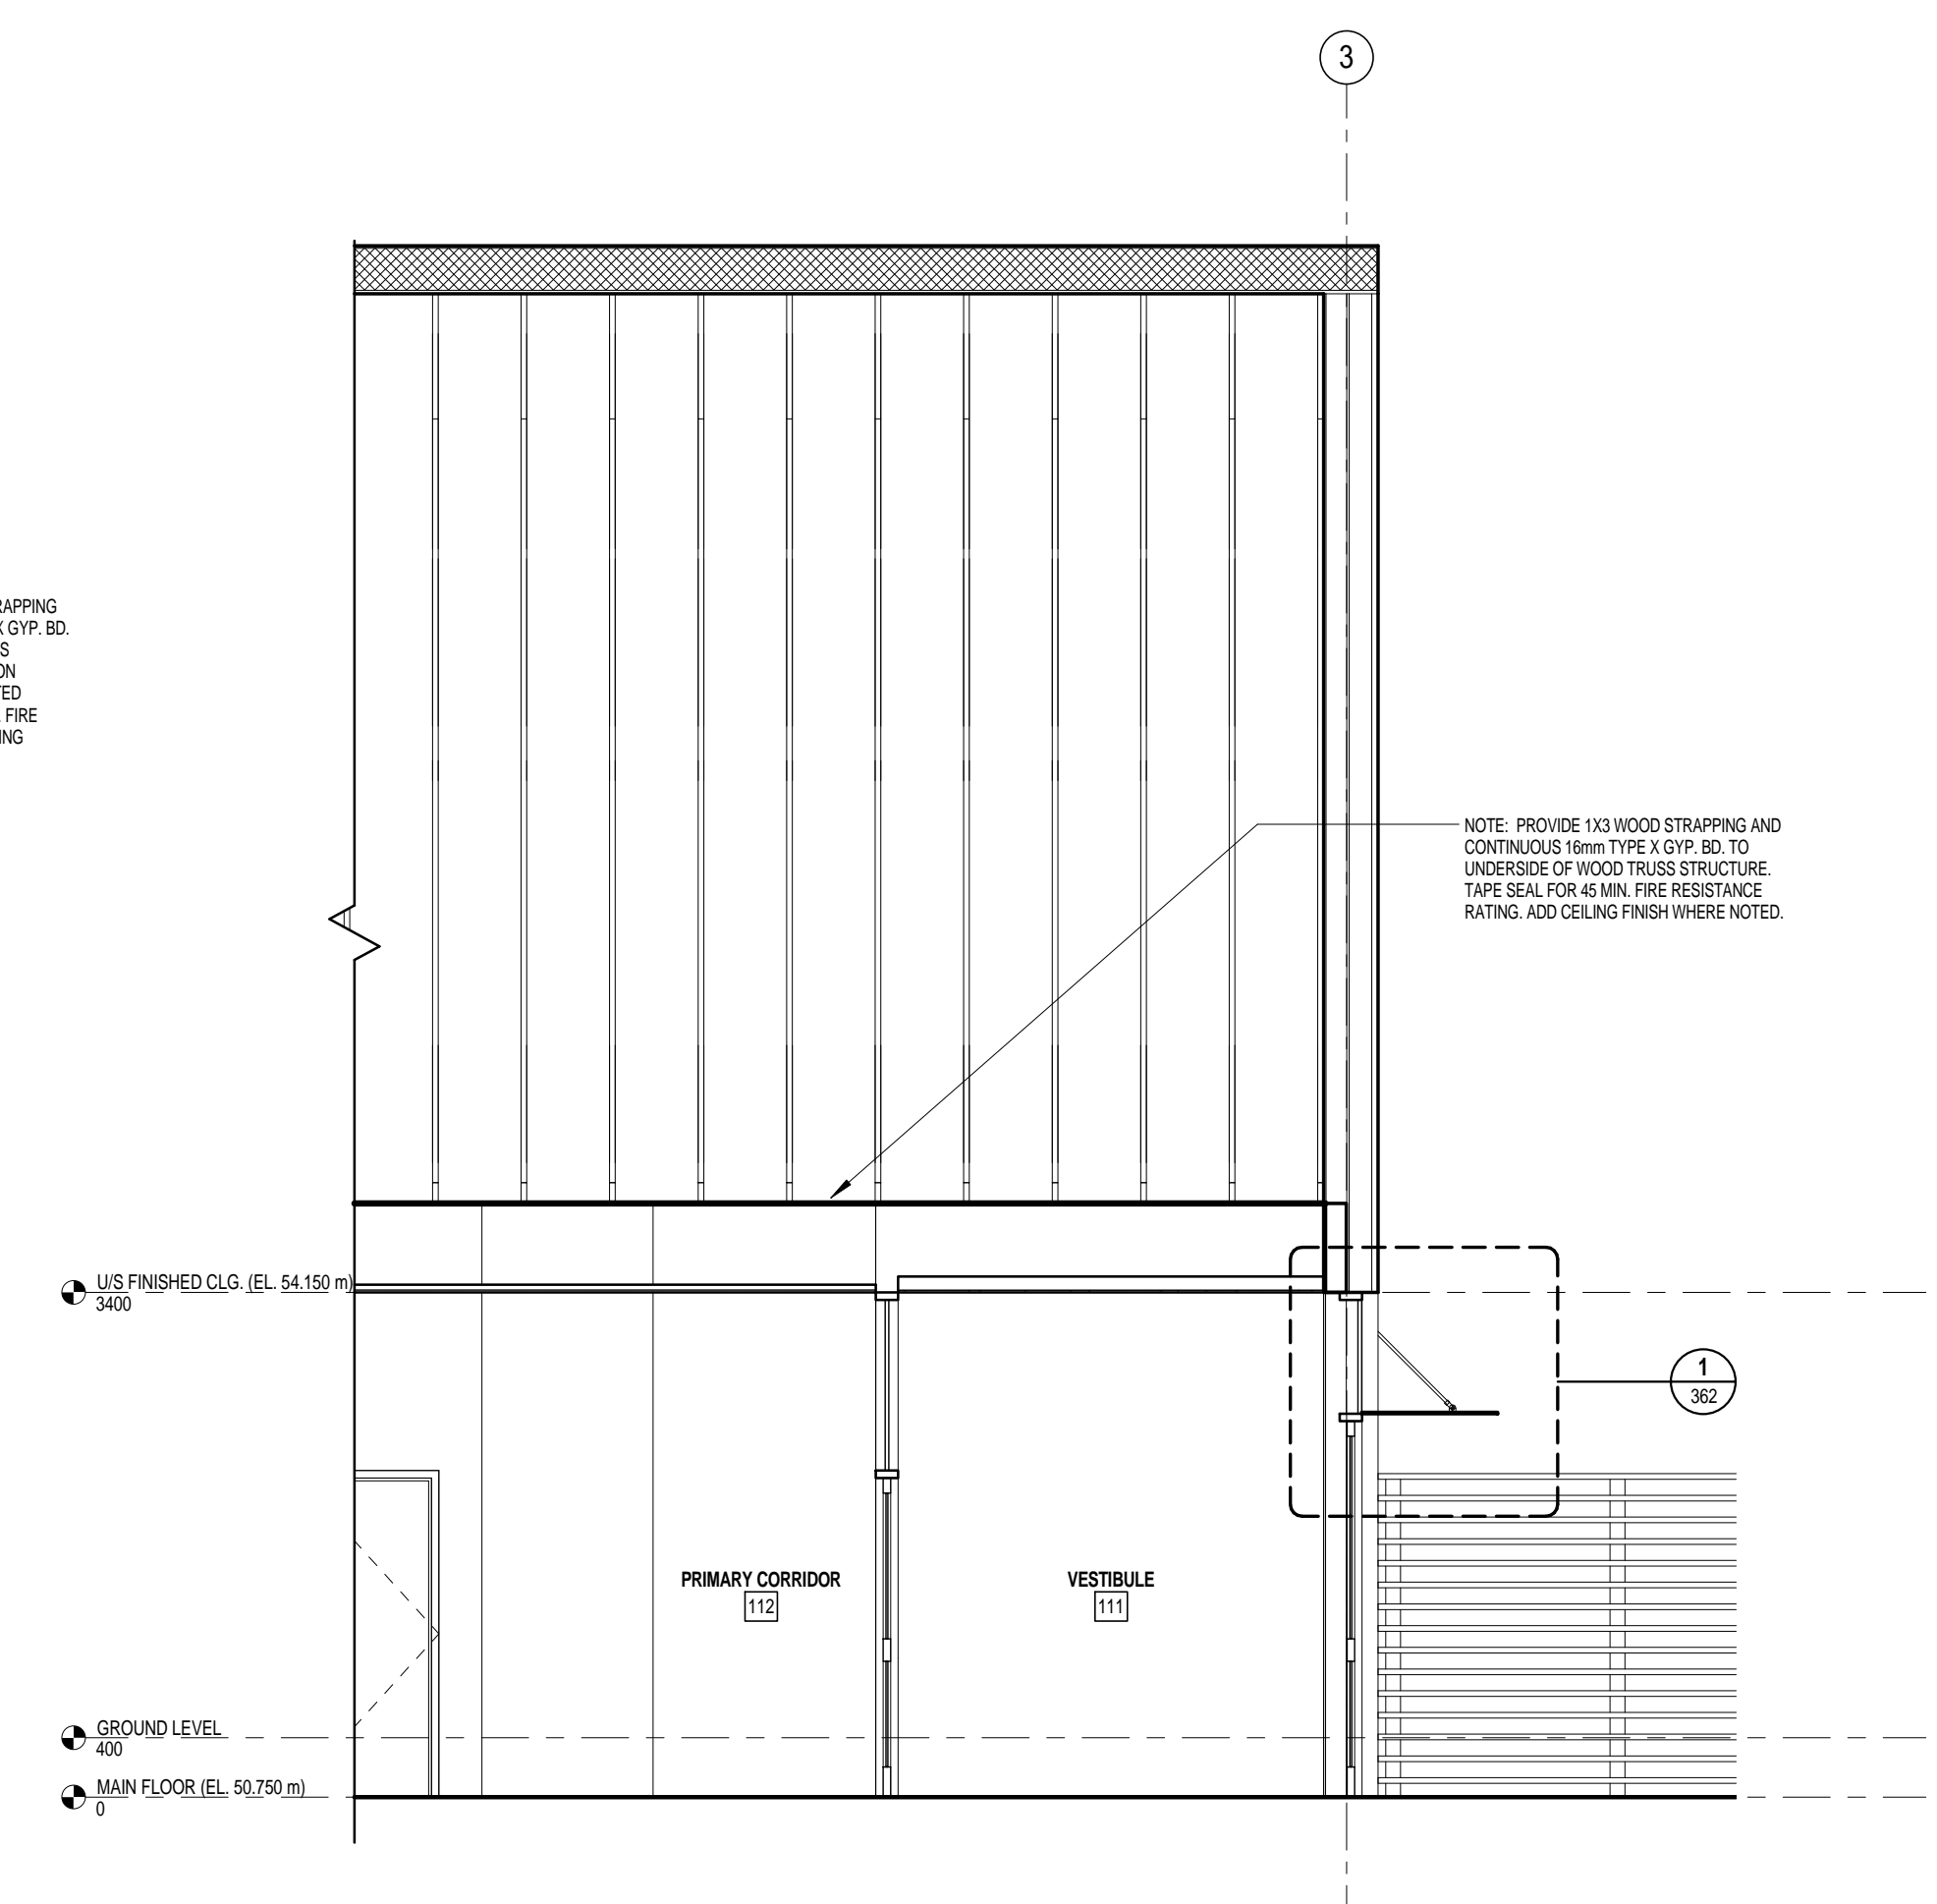 3
RAPPING
X GYP. BD.
S
ON
TED
FIRE
ING
NOTE: PROVIDE 1X3 WOOD STRAPPING AND
CONTINUOUS 16mm TYPE X GYP. BD. TO
UNDERSIDE OF WOOD TRUSS STRUCTURE.
TAPE SEAL FOR 45 MIN. FIRE RESISTANCE
RATING. ADD CEILING FINISH WHERE NOTED.
U/S FINISHED CLG. (EL. 54.150 m)
3400
1
362
PRIMARY CORRIDOR
112
VESTIBULE
111
GROUND LEVEL
400
MAIN FLOOR (EL. 50.750 m)
0